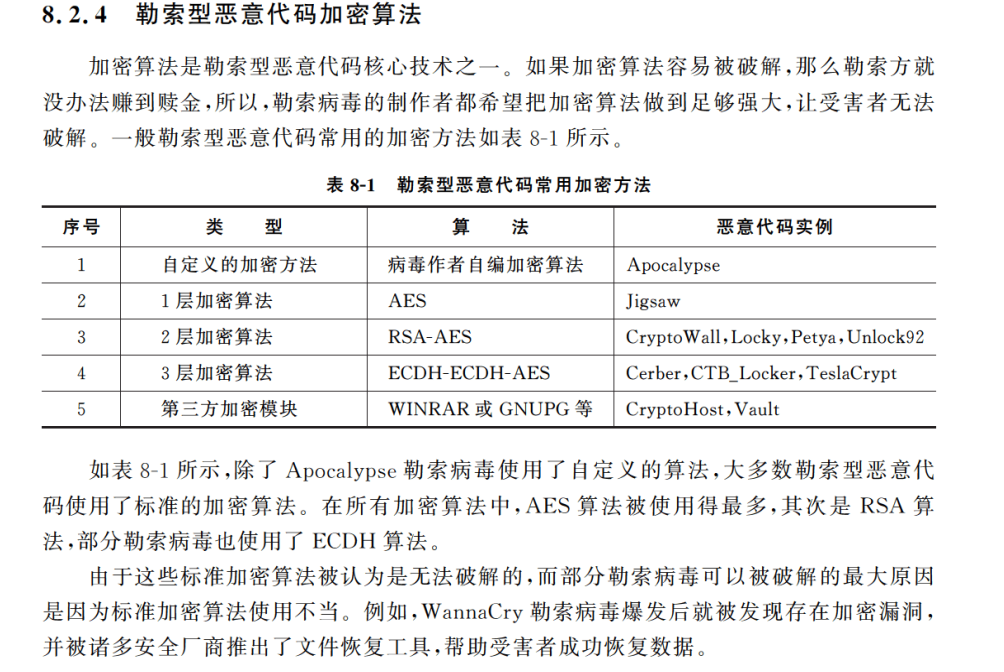 8.2.4 勒索型恶意代码加密算法
加密算法是勒索型恶意代码核心技术之一。如果加密算法容易被破解,那么勒索方就
没办法赚到赎金,所以,勒索病毒的制作者都希望把加密算法做到足够强大,让受害者无法
破解。一般勒索型恶意代码常用的加密方法如表 8-1 所示。
表 8-1 勒索型恶意代码常用加密方法
序号 类 型 算 法 恶意代码实例
1 自定义的加密方法 病毒作者自编加密算法 Apocalypse
2 1 层加密算法 AES Jigsaw
3 2 层加密算法 RSA-AES CryptoWall,Locky,Petya,Unlock92
4 3 层加密算法 ECDH-ECDH-AES Cerber,CTB_Locker,TeslaCrypt
5 第三方加密模块 WINRAR 或 GNUPG 等 CryptoHost,Vault
如表 8-1 所示,除了 Apocalypse 勒索病毒使用了自定义的算法,大多数勒索型恶意代
码使用了标准的加密算法。在所有加密算法中,AES 算法被使用得最多,其次是 RSA 算
法,部分勒索病毒也使用了 ECDH 算法。
由于这些标准加密算法被认为是无法破解的,而部分勒索病毒可以被破解的最大原因
是因为标准加密算法使用不当。例如,WannaCry 勒索病毒爆发后就被发现存在加密漏洞,
并被诸多安全厂商推出了文件恢复工具,帮助受害者成功恢复数据。